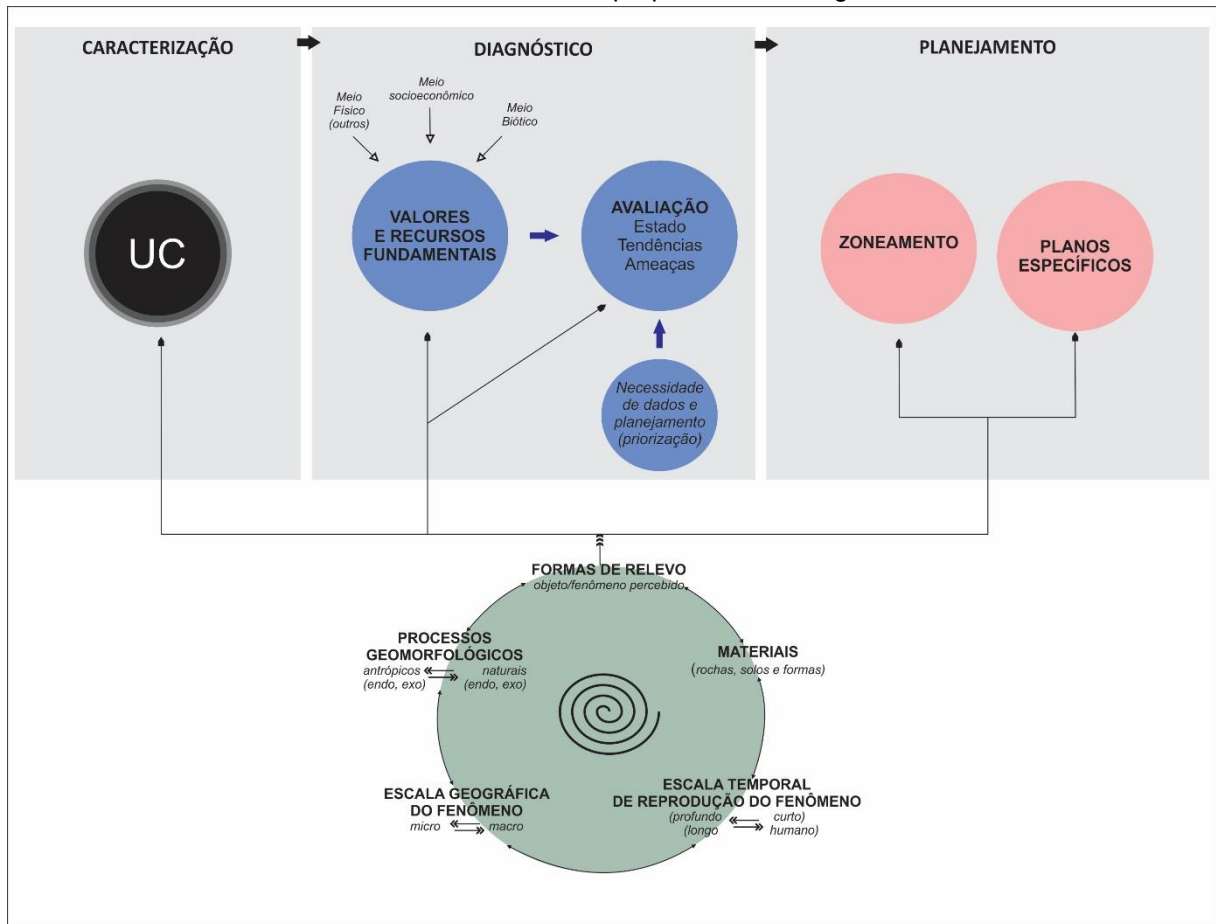 CARACTERIZAÇÃO
DIAGNÓSTICO
PLANEJAMENTO
Meio
Físico
(outros)
Meio
socioeconômico
Meio
Biótico
UC
VALORES
E RECURSOS
FUNDAMENTAIS
AVALIAÇÃO
Estado
Tendências
Ameaças
Necessidade
de dados e
planejamento
(priorização)
ZONEAMENTO
PLANOS
ESPECÍFICOS
FORMAS DE RELEVO
objeto/fenômeno percebido
PROCESSOS
GEOMORFOLÓGICOS
antrópicos naturais
(endo, exo) (endo, exo)
MATERIAIS
(rochas, solos e formas)
ESCALA GEOGRÁFICA
DO FENÔMENO
micro macro
ESCALA TEMPORAL
DE REPRODUÇÃO DO FENÔMENO
(profundo curto)
(longo humano)